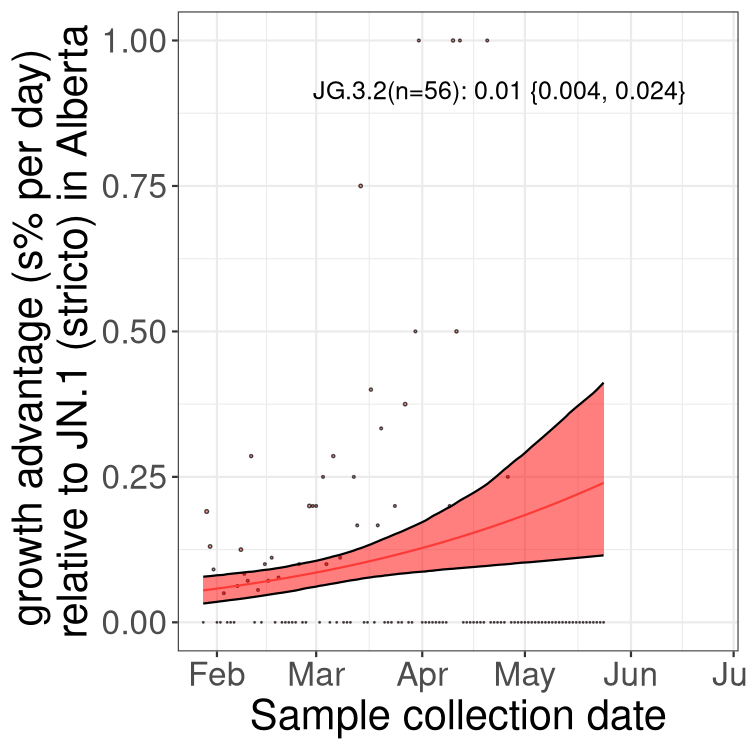 growth advantage (s% per day)
relative to JN.1 (stricto) in Alberta
1.00
0.75
0.50
0.25
0.00
JG.3.2(n=56): 0.01 {0.004, 0.024}
Feb Mar Apr May Jun Ju
Sample collection date